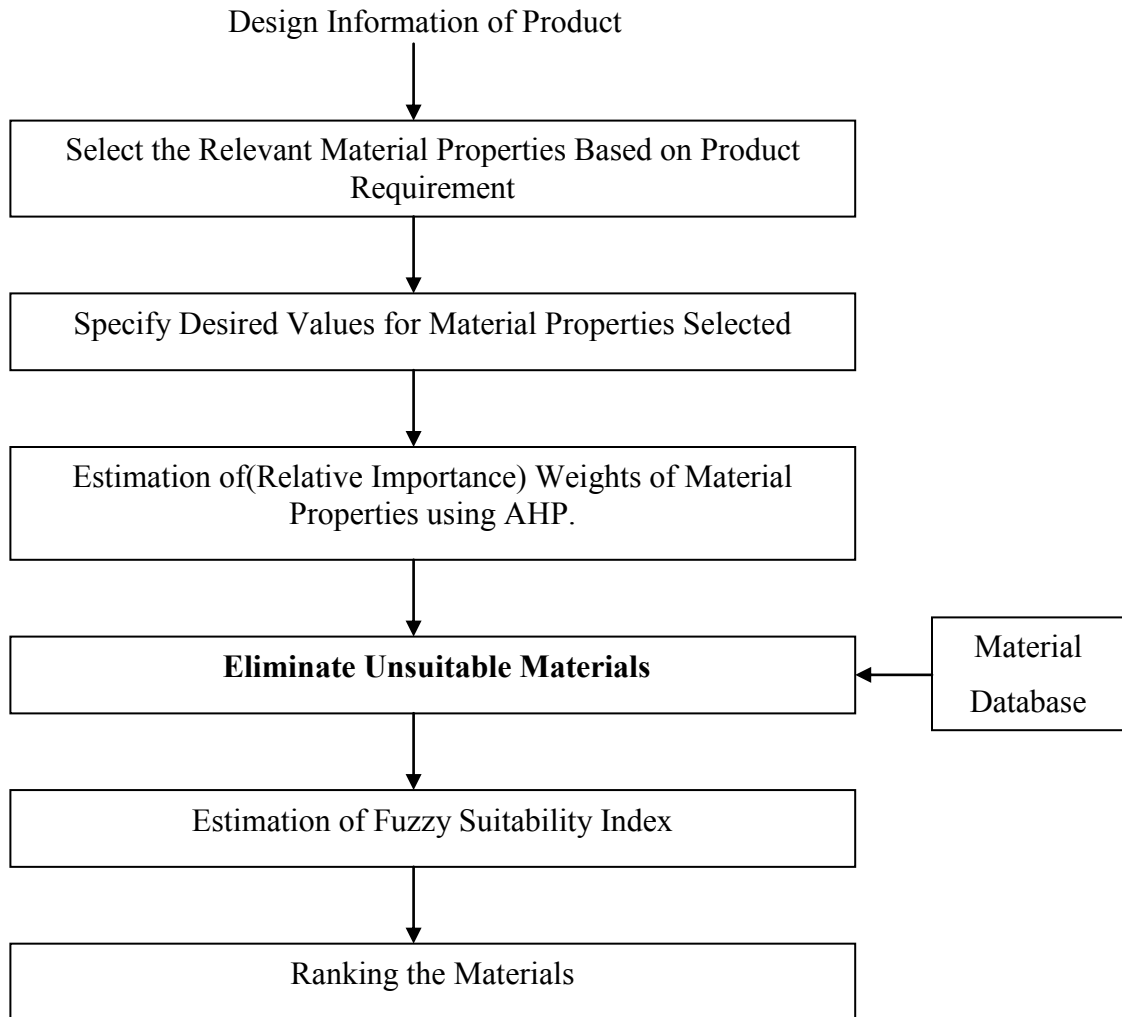 Design Information of Product
Select the Relevant Material Properties Based on Product
Requirement
Specify Desired Values for Material Properties Selected
Estimation of(Relative Importance) Weights of Material
Properties using AHP.
Eliminate Unsuitable Materials
Material
Database
Estimation of Fuzzy Suitability Index
Ranking the Materials